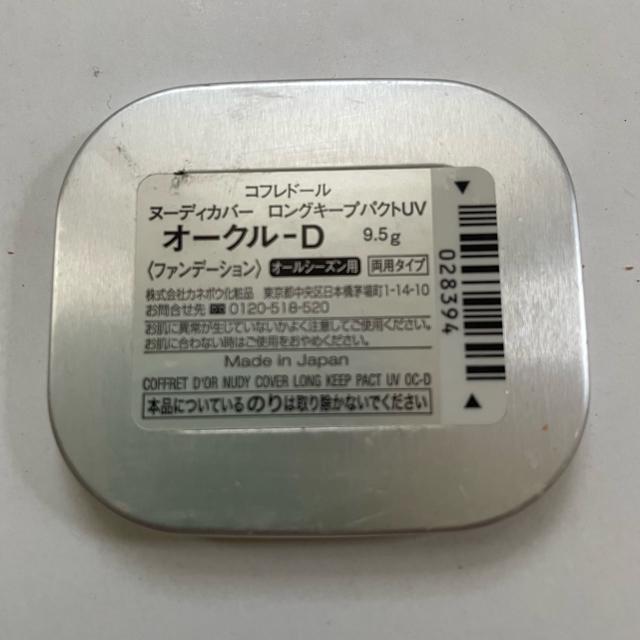 コフレドール
ヌーディカバー ロングキープパクトUV
オークル-D 9.5g
〈ファンデーション〉 オールシーズン用 両用タイプ
株式会社カネボウ化粧品 東京都中央区日本橋茅場町1-14-10
お問合せ先 ☎ 0120-518-520
お肌に異常が生じていないかよく注意してご使用ください。
お肌に合わない時はご使用をおやめください。
Made in Japan
COFFRET D'OR NUDY COVER LONG KEEP PACT UV OC-D
本品についているのりは取り除かないでください
028394